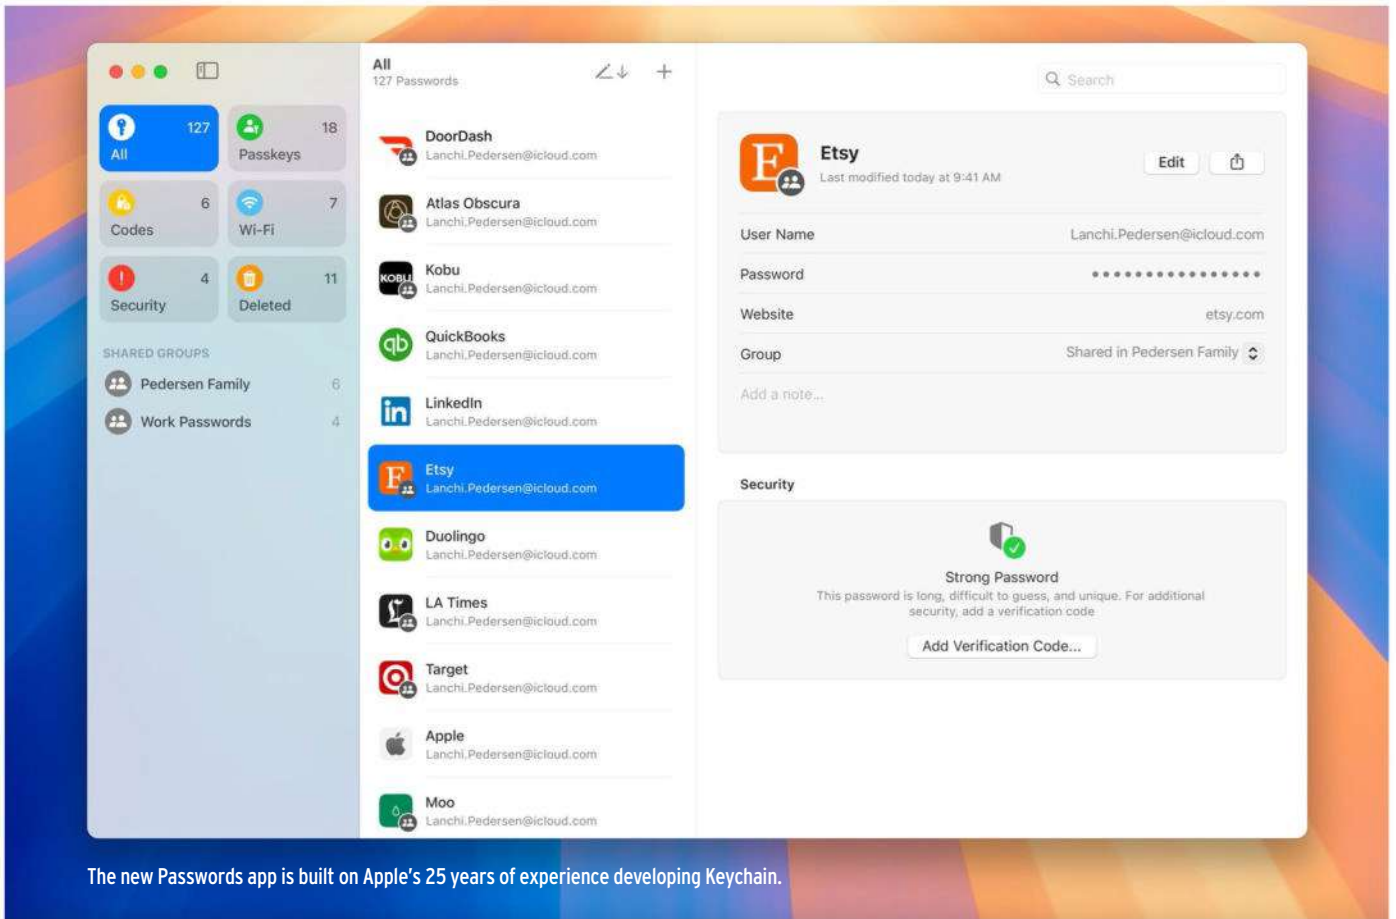 127
All
18
Passkeys
6
Codes
7
Wi-Fi
4
Security
11
Deleted
SHARED GROUPS
Pedersen Family 6
Work Passwords 4
All
127 Passwords
DoorDash
Lanchi.Pedersen@icloud.com
Atlas Obscura
Lanchi.Pedersen@icloud.com
KOBU
Kobu
Lanchi.Pedersen@icloud.com
qb
QuickBooks
Lanchi.Pedersen@icloud.com
in
LinkedIn
Lanchi.Pedersen@icloud.com
E
Etsy
Lanchi.Pedersen@icloud.com
Duolingo
Lanchi.Pedersen@icloud.com
LA Times
Lanchi.Pedersen@icloud.com
Target
Lanchi.Pedersen@icloud.com
Apple
Lanchi.Pedersen@icloud.com
Moo
Lanchi.Pedersen@icloud.com
Search
E
Etsy
Last modified today at 9:41 AM
Edit
User Name Lanchi.Pedersen@icloud.com
Password ••••••••••••••••
Website etsy.com
Group Shared in Pedersen Family
Add a note...
Security
Strong Password
This password is long, difficult to guess, and unique. For additional
security, add a verification code
Add Verification Code...
The new Passwords app is built on Apple's 25 years of experience developing Keychain.